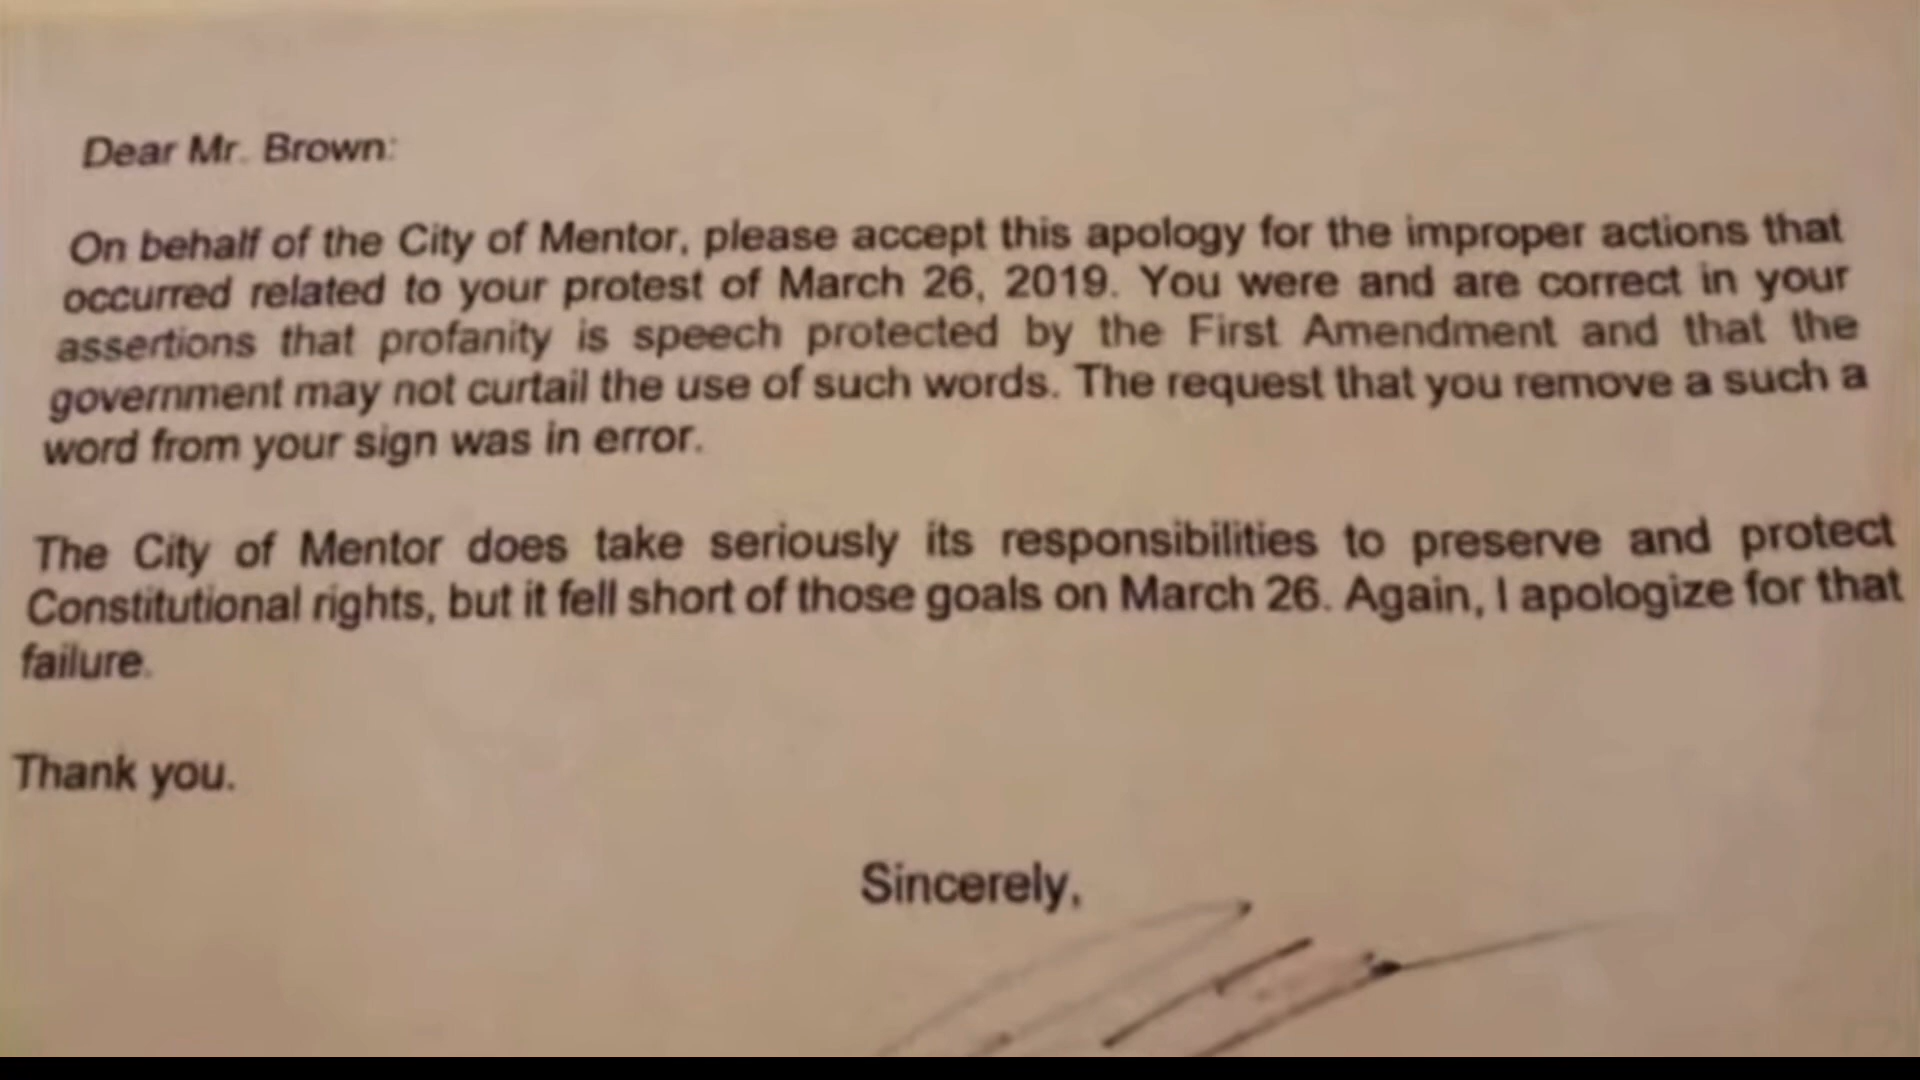 Dear Mr. Brown:
On behalf of the City of Mentor, please accept this apology for the improper actions that
occurred related to your protest of March 26, 2019. You were and are correct in your
assertions that profanity is speech protected by the First Amendment and that the
government may not curtail the use of such words. The request that you remove a such a
word from your sign was in error.
The City of Mentor does take seriously its responsibilities to preserve and protect
Constitutional rights, but it fell short of those goals on March 26. Again, I apologize for that
failure.
Thank you.
Sincerely,